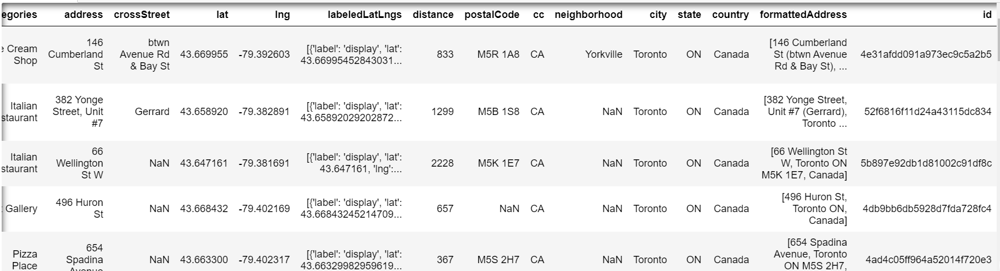 egories address crossStreet lat lng labeledLatLngs distance postalCode cc neighborhood city state country formattedAddress id
e Cream Shop 146 Cumberland St btwn Avenue Rd & Bay St 43.669955 -79.392603 [{'label': 'display', 'lat': 43.66995452843031... 833 M5R 1A8 CA Yorkville Toronto ON Canada [146 Cumberland St (btwn Avenue Rd & Bay St), ... 4e31afdd091a973ec9c5a2b5
Italian staurant 382 Yonge Street, Unit #7 Gerrard 43.658920 -79.382891 [{'label': 'display', 'lat': 43.65892029202872... 1299 M5B 1S8 CA NaN Toronto ON Canada [382 Yonge Street, Unit #7 (Gerrard), Toronto ... 52f6816f11d24a43115dc834
Italian staurant 66 Wellington St W NaN 43.647161 -79.381691 [{'label': 'display', 'lat': 43.647161, 'lng':... 2228 M5K 1E7 CA NaN Toronto ON Canada [66 Wellington St W, Toronto ON M5K 1E7, Canada] 5b897e92db1d81002c91df8c
Gallery 496 Huron St NaN 43.668432 -79.402169 [{'label': 'display', 'lat': 43.66843245214709... 657 NaN CA NaN Toronto ON Canada [496 Huron St, Toronto ON, Canada] 4db9bb6db5928d7fda728fc4
Pizza Place 654 Spadina Avenue NaN 43.663300 -79.402317 [{'label': 'display', 'lat': 43.66329982959619... 367 M5S 2H7 CA NaN Toronto ON Canada [654 Spadina Avenue, Toronto ON M5S 2H7, 4ad4c05ff964a52014f720e3